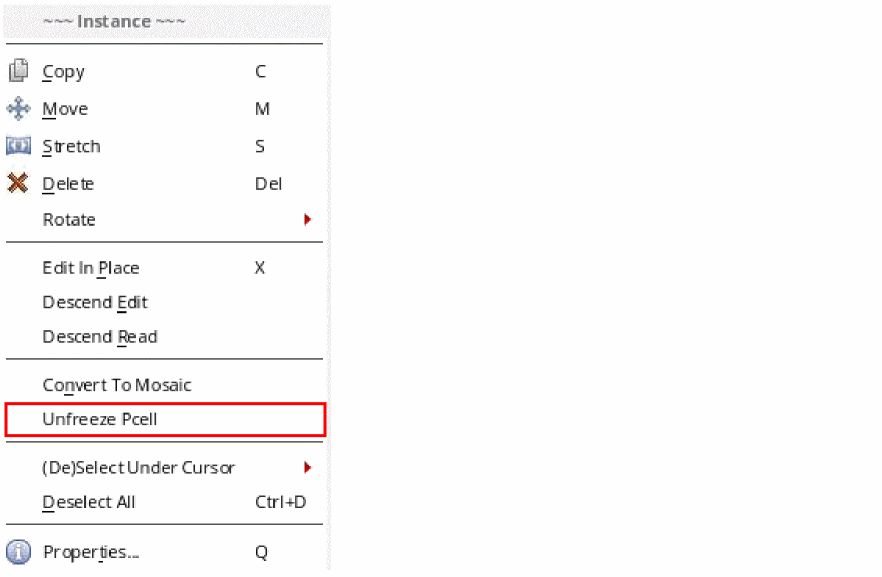 ~~~ Instance ~~~
Copy C
Move M
Stretch S
Delete Del
Rotate
Edit In Place X
Descend Edit
Descend Read
Convert To Mosaic
Unfreeze Pcell
(De)Select Under Cursor
Deselect All Ctrl+D
Properties... Q